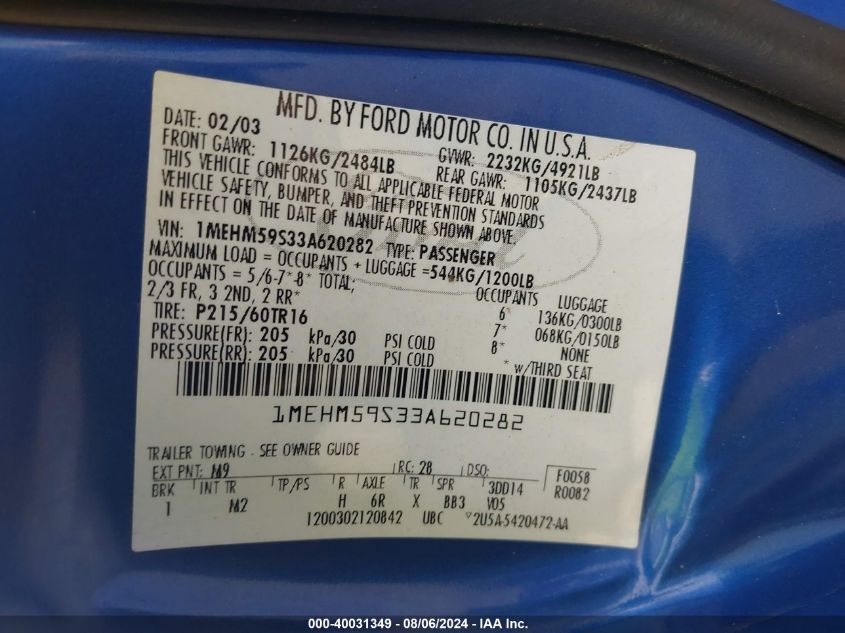 MFD. BY FORD MOTOR CO. IN U.S.A.
DATE: 02/03 GVWR: 2232KG/4921LB
FRONT GAWR: 1126KG/2484LB REAR GAWR: 1105KG/2437LB
THIS VEHICLE CONFORMS TO ALL APPLICABLE FEDERAL MOTOR
VEHICLE SAFETY, BUMPER, AND THEFT PREVENTION STANDARDS
IN EFFECT ON THE DATE OF MANUFACTURE SHOWN ABOVE.
VIN: 1MEHM59S33A620282 TYPE: PASSENGER
MAXIMUM LOAD = OCCUPANTS + LUGGAGE = 544KG/1200LB
OCCUPANTS = 5/6-7*-8* TOTAL; OCCUPANTS LUGGAGE
2/3 FR, 3 2ND, 2 RR* 6 136KG/0300LB
TIRE: P215/60TR16 7* 068KG/0150LB
PRESSURE(FR): 205 kPa/30 PSI COLD 8* NONE
PRESSURE(RR): 205 kPa/30 PSI COLD * w/THIRD SEAT
1MEHM59S33A620282
TRAILER TOWING - SEE OWNER GUIDE
EXT PNT: M9 RC: 28 DSO: F0058
BRK INT TR TP/PS R AXLE TR SPR 3DD14 R0082
1 M2 H 6R X BB3 V05
1200302120842 UBC ▽2U5A-5420472-AA
000-40031349 - 08/06/2024 - IAA Inc.